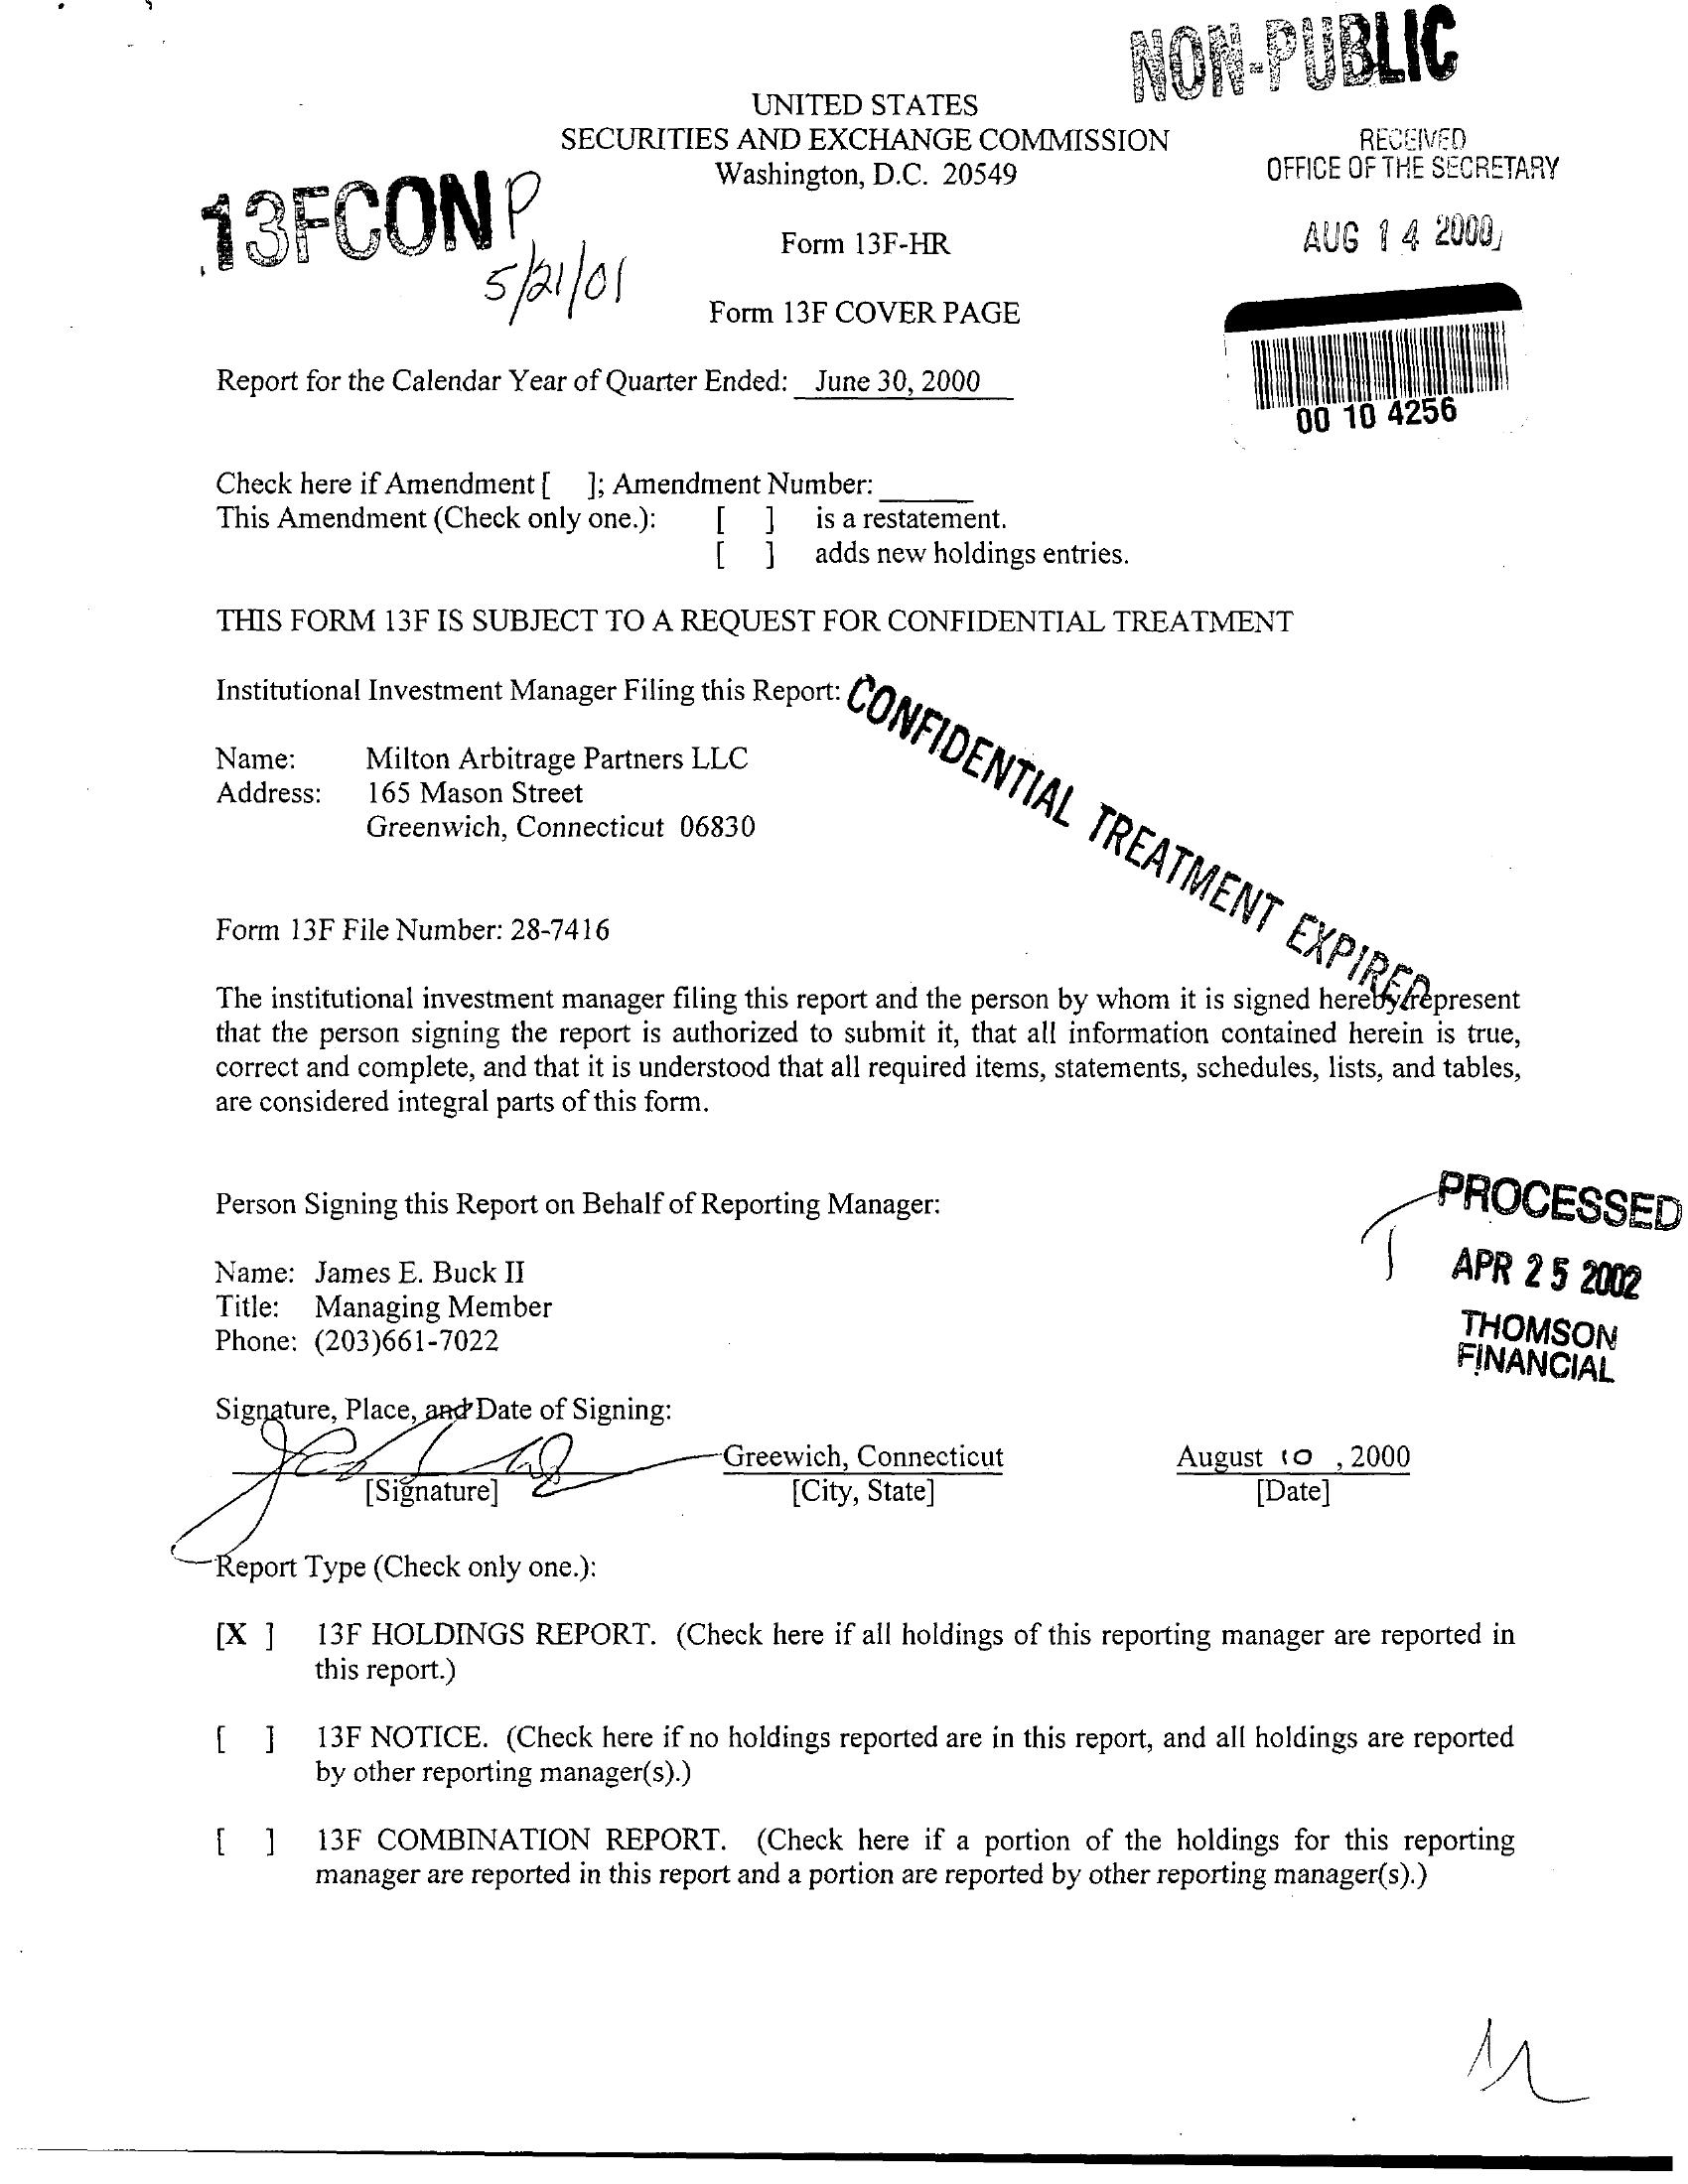 NON-PUBLIC
UNITED STATES
SECURITIES AND EXCHANGE COMMISSION
Washington, D.C. 20549
RECEIVED
OFFICE OF THE SECRETARY
AUG 14 2000
13FCONP
5/21/01
Form 13F-HR
Form 13F COVER PAGE
00 10 4256
Report for the Calendar Year of Quarter Ended: June 30, 2000
Check here if Amendment [ ]; Amendment Number: ______
This Amendment (Check only one.): [ ] is a restatement.
[ ] adds new holdings entries.
THIS FORM 13F IS SUBJECT TO A REQUEST FOR CONFIDENTIAL TREATMENT
Institutional Investment Manager Filing this Report:
CONFIDENTIAL TREATMENT EXPIRED
Name: Milton Arbitrage Partners LLC
Address: 165 Mason Street
Greenwich, Connecticut 06830
Form 13F File Number: 28-7416
The institutional investment manager filing this report and the person by whom it is signed hereby represent
that the person signing the report is authorized to submit it, that all information contained herein is true,
correct and complete, and that it is understood that all required items, statements, schedules, lists, and tables,
are considered integral parts of this form.
Person Signing this Report on Behalf of Reporting Manager:
PROCESSED
APR 25 2002
THOMSON
FINANCIAL
Name: James E. Buck II
Title: Managing Member
Phone: (203)661-7022
Signature, Place, and Date of Signing:
Greewich, Connecticut August 10 , 2000
[Signature] [City, State] [Date]
Report Type (Check only one.):
[X ] 13F HOLDINGS REPORT. (Check here if all holdings of this reporting manager are reported in
this report.)
[ ] 13F NOTICE. (Check here if no holdings reported are in this report, and all holdings are reported
by other reporting manager(s).)
[ ] 13F COMBINATION REPORT. (Check here if a portion of the holdings for this reporting
manager are reported in this report and a portion are reported by other reporting manager(s).)